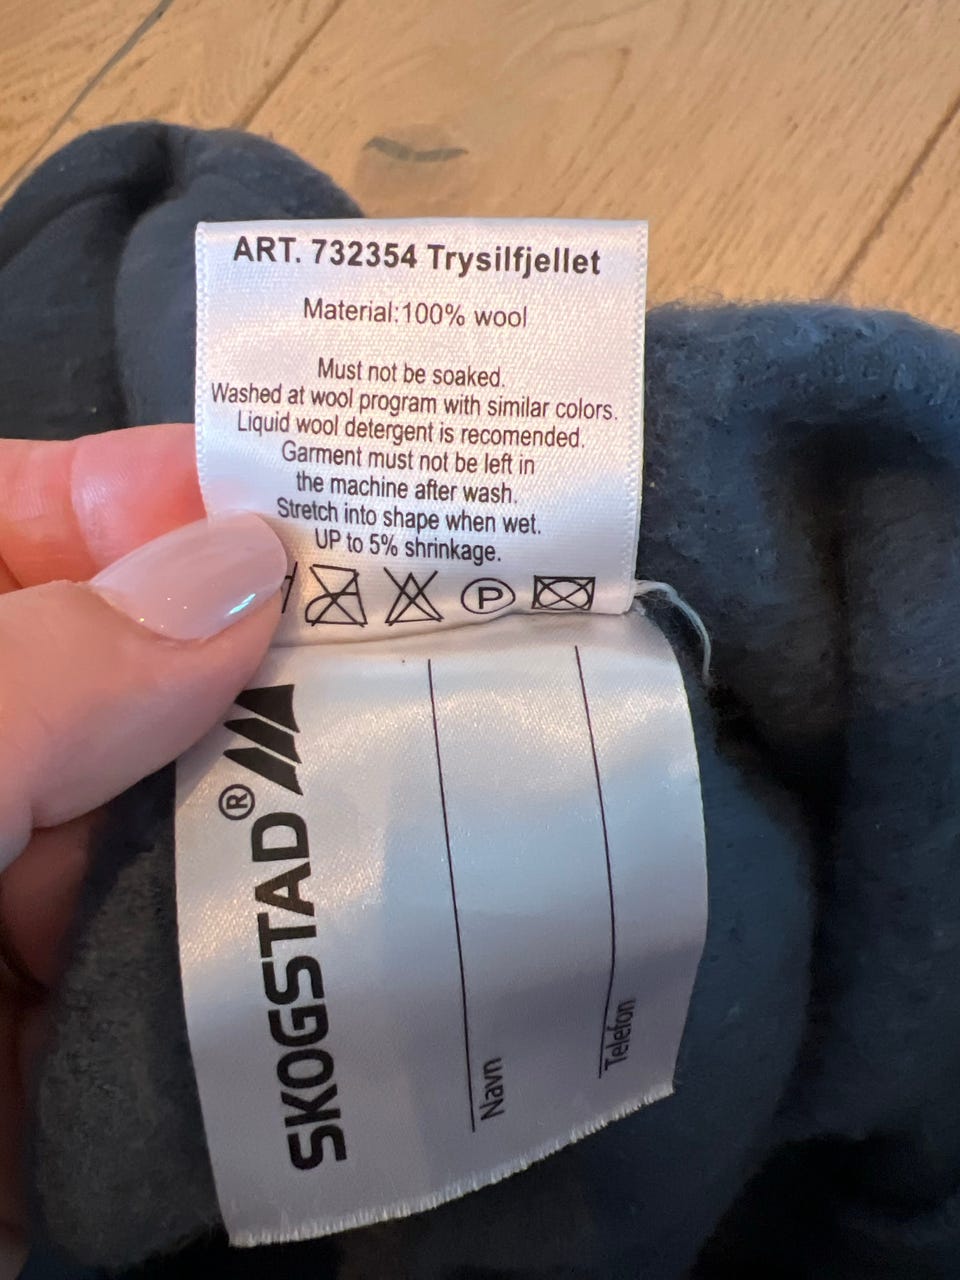 ART. 732354 Trysilfjellet
Material:100% wool
Must not be soaked.
Washed at wool program with similar colors.
Liquid wool detergent is recomended.
Garment must not be left in
the machine after wash.
Stretch into shape when wet.
UP to 5% shrinkage.
P
SKOGSTAD®
Navn
Telefon